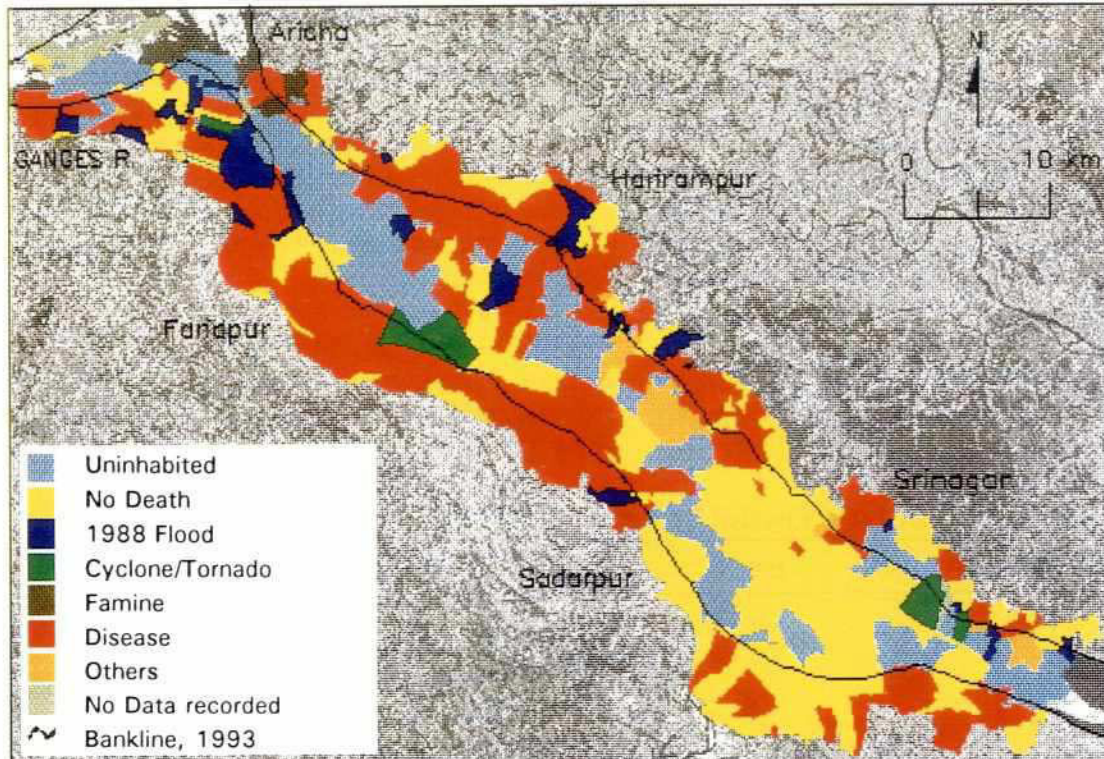 Aricha
N
GANGES R
0 10 km
Harirampur
Faridpur
Srinagar
Sadarpur
Uninhabited
No Death
1988 Flood
Cyclone/Tornado
Famine
Disease
Others
No Data recorded
Bankline, 1993